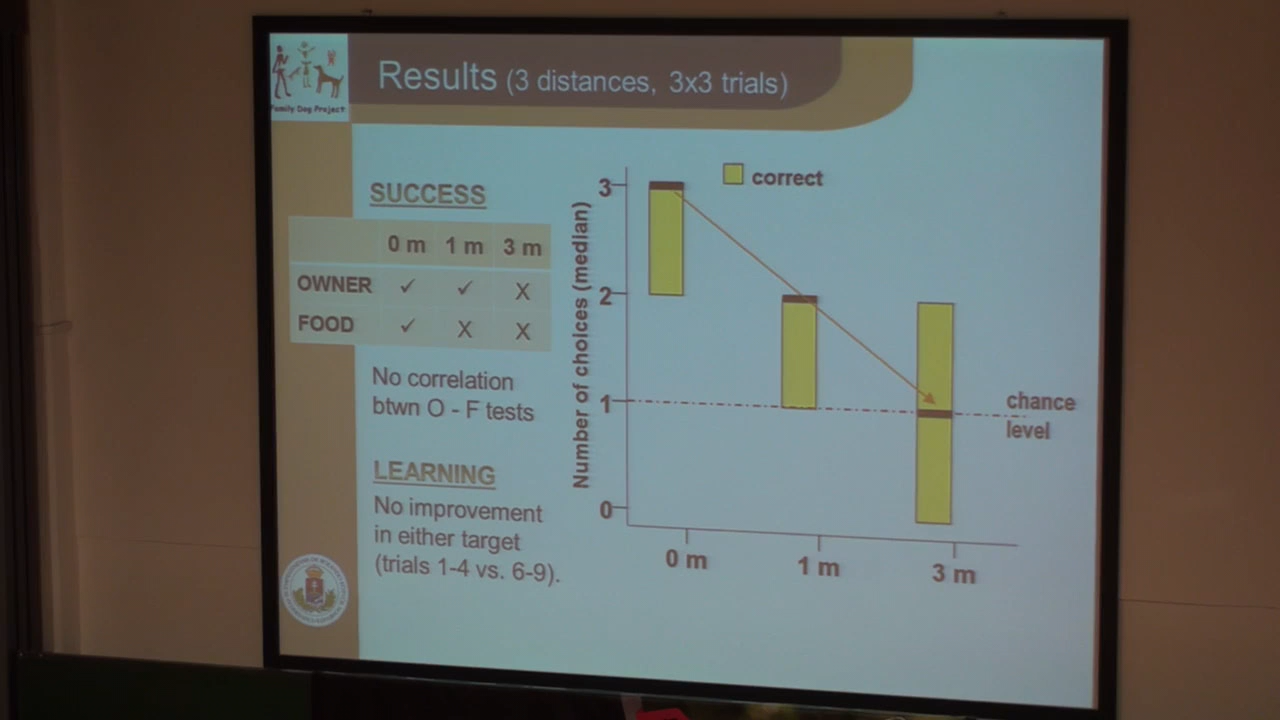 Family Dog Project
Results (3 distances, 3x3 trials)
SUCCESS
0 m 1 m 3 m
OWNER ✓ ✓ X
FOOD ✓ X X
No correlation
btwn O - F tests
LEARNING
No improvement
in either target
(trials 1-4 vs. 6-9).
correct
Number of choices (median)
3
2
1
0
chance
level
0 m
1 m
3 m